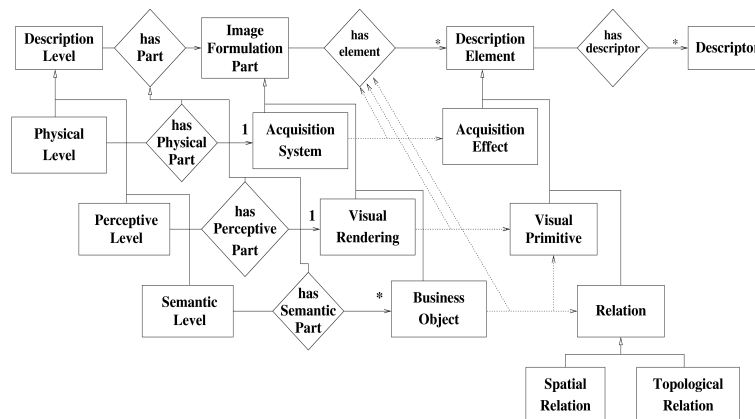 Description
Level
has
Part
Image
Formulation
Part
has
element
*
Description
Element
has
descriptor
*
Descriptor
Physical
Level
has
Physical
Part
1
Acquisition
System
Acquisition
Effect
Perceptive
Level
has
Perceptive
Part
1
Visual
Rendering
Visual
Primitive
Semantic
Level
has
Semantic
Part
*
Business
Object
Relation
Spatial
Relation
Topological
Relation